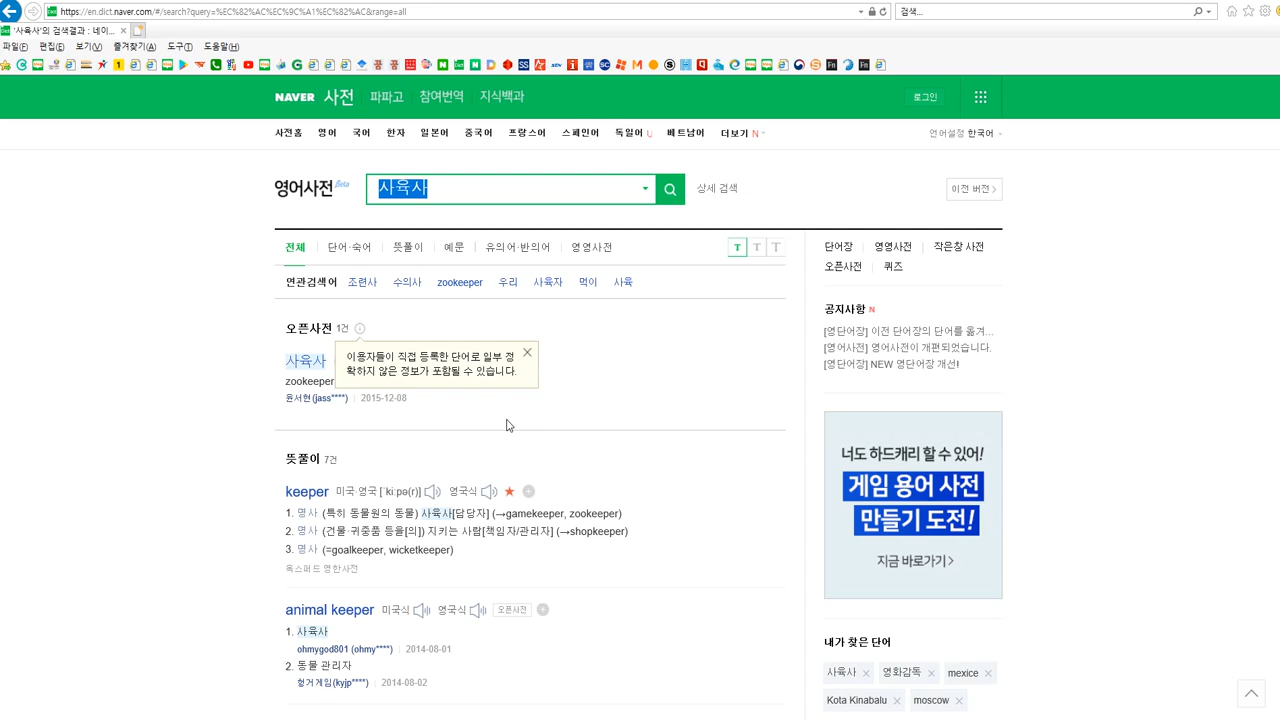 https://en.dict.naver.com/#/search?query=%EC%82%AC%EC%9C%A1%EC%82%AC&range=all
검색...
'사육사'의 검색결과 : 네이...
파일(F) 편집(E) 보기(V) 즐겨찾기(A) 도구(T) 도움말(H)
NAVER 사전 파파고 참여번역 지식백과 로그인
사전홈 영어 국어 한자 일본어 중국어 프랑스어 스페인어 독일어 U 베트남어 더보기 N 언어설정 한국어
영어사전 Beta 사육사 상세 검색 이전 버전 >
전체 단어·숙어 뜻풀이 예문 유의어·반의어 영영사전 T T T
연관검색어 조련사 수의사 zookeeper 우리 사육자 먹이 사육
오픈사전 1건
사육사
이용자들이 직접 등록한 단어로 일부 정
확하지 않은 정보가 포함될 수 있습니다.
zookeeper
윤서현(jass****) 2015-12-08
뜻풀이 7건
keeper 미국·영국 [ˈkiːpə(r)] 영국식
1. 명사 (특히 동물원의 동물) 사육사[담당자] (→gamekeeper, zookeeper)
2. 명사 (건물·귀중품 등을[의]) 지키는 사람[책임자/관리자] (→shopkeeper)
3. 명사 (=goalkeeper, wicketkeeper)
옥스퍼드 영한사전
animal keeper 미국식 영국식 오픈사전
1. 사육사
ohmygod801 (ohmy****) 2014-08-01
2. 동물 관리자
헝거게임(kyjp****) 2014-08-02
단어장 영영사전 작은창 사전
오픈사전 퀴즈
공지사항 N
[영단어장] 이전 단어장의 단어를 옮겨...
[영어사전] 영어사전이 개편되었습니다.
[영단어장] NEW 영단어장 개선!
너도 하드캐리 할 수 있어!
게임 용어 사전
만들기 도전!
지금 바로가기>
내가 찾은 단어
사육사 영화감독 mexice
Kota Kinabalu moscow